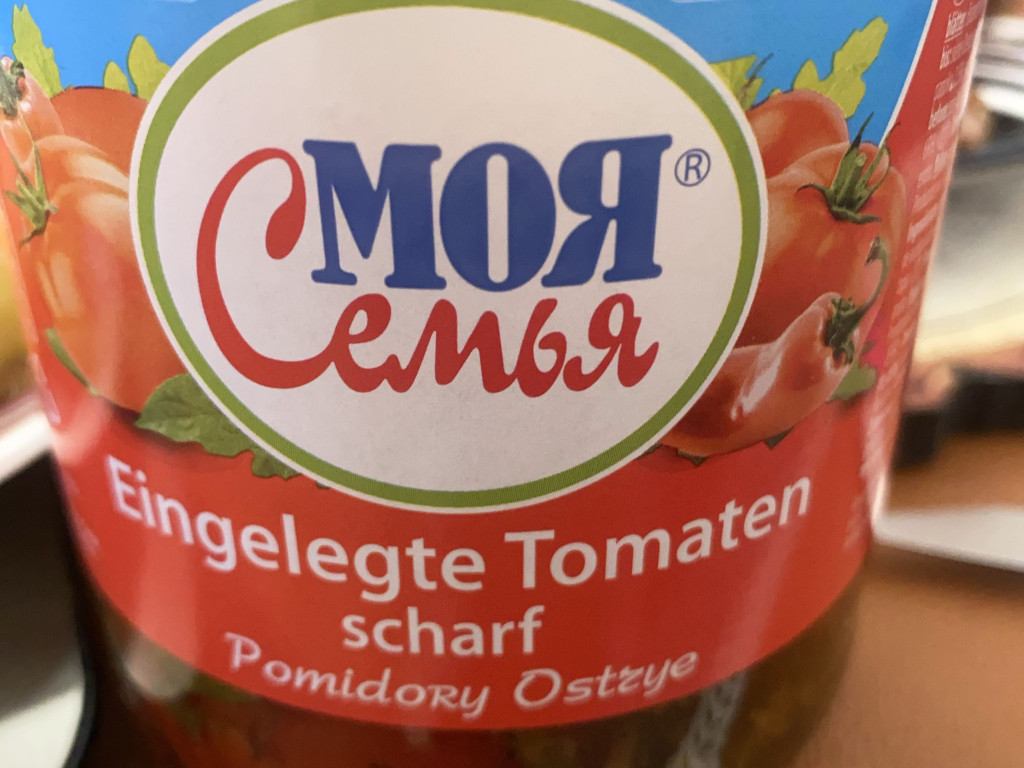 МОЯ®
Семья
Eingelegte Tomaten
scharf
Pomidory Ostrye